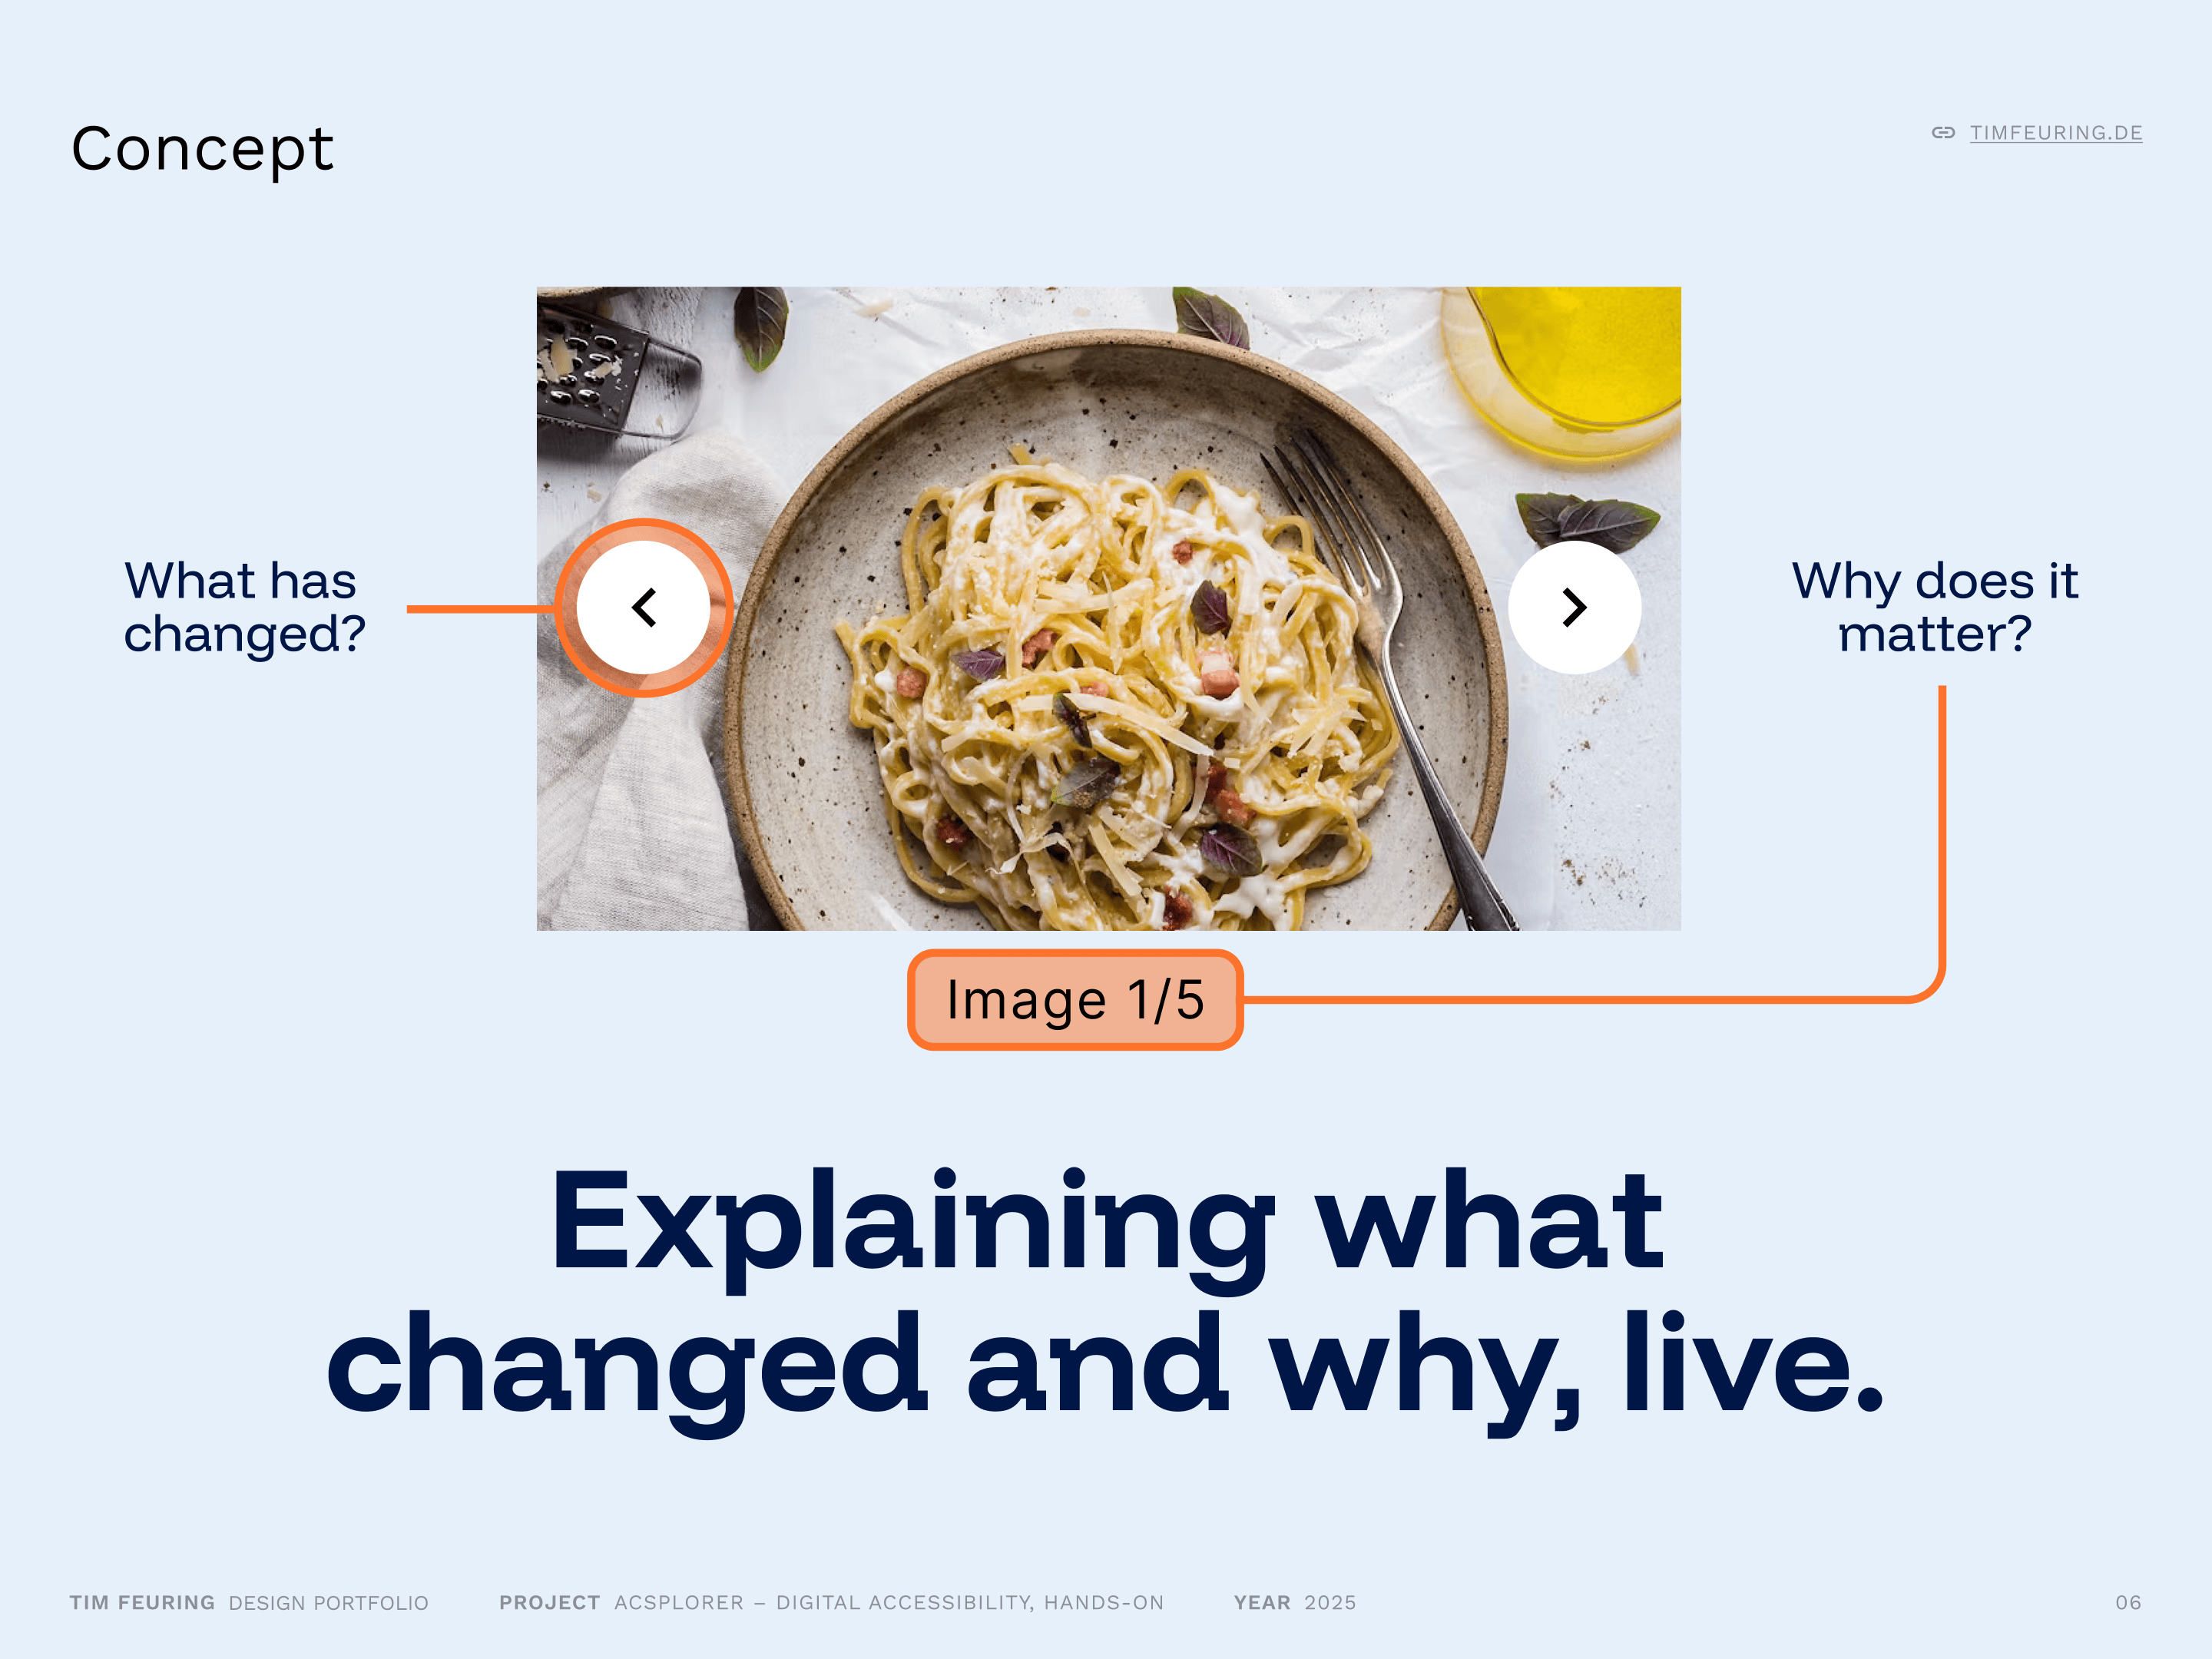 Concept
TIMFEURING.DE
What has
changed?
Why does it
matter?
Image 1/5
Explaining what
changed and why, live.
TIM FEURING DESIGN PORTFOLIO
PROJECT ACSPLORER – DIGITAL ACCESSIBILITY, HANDS-ON
YEAR 2025
06